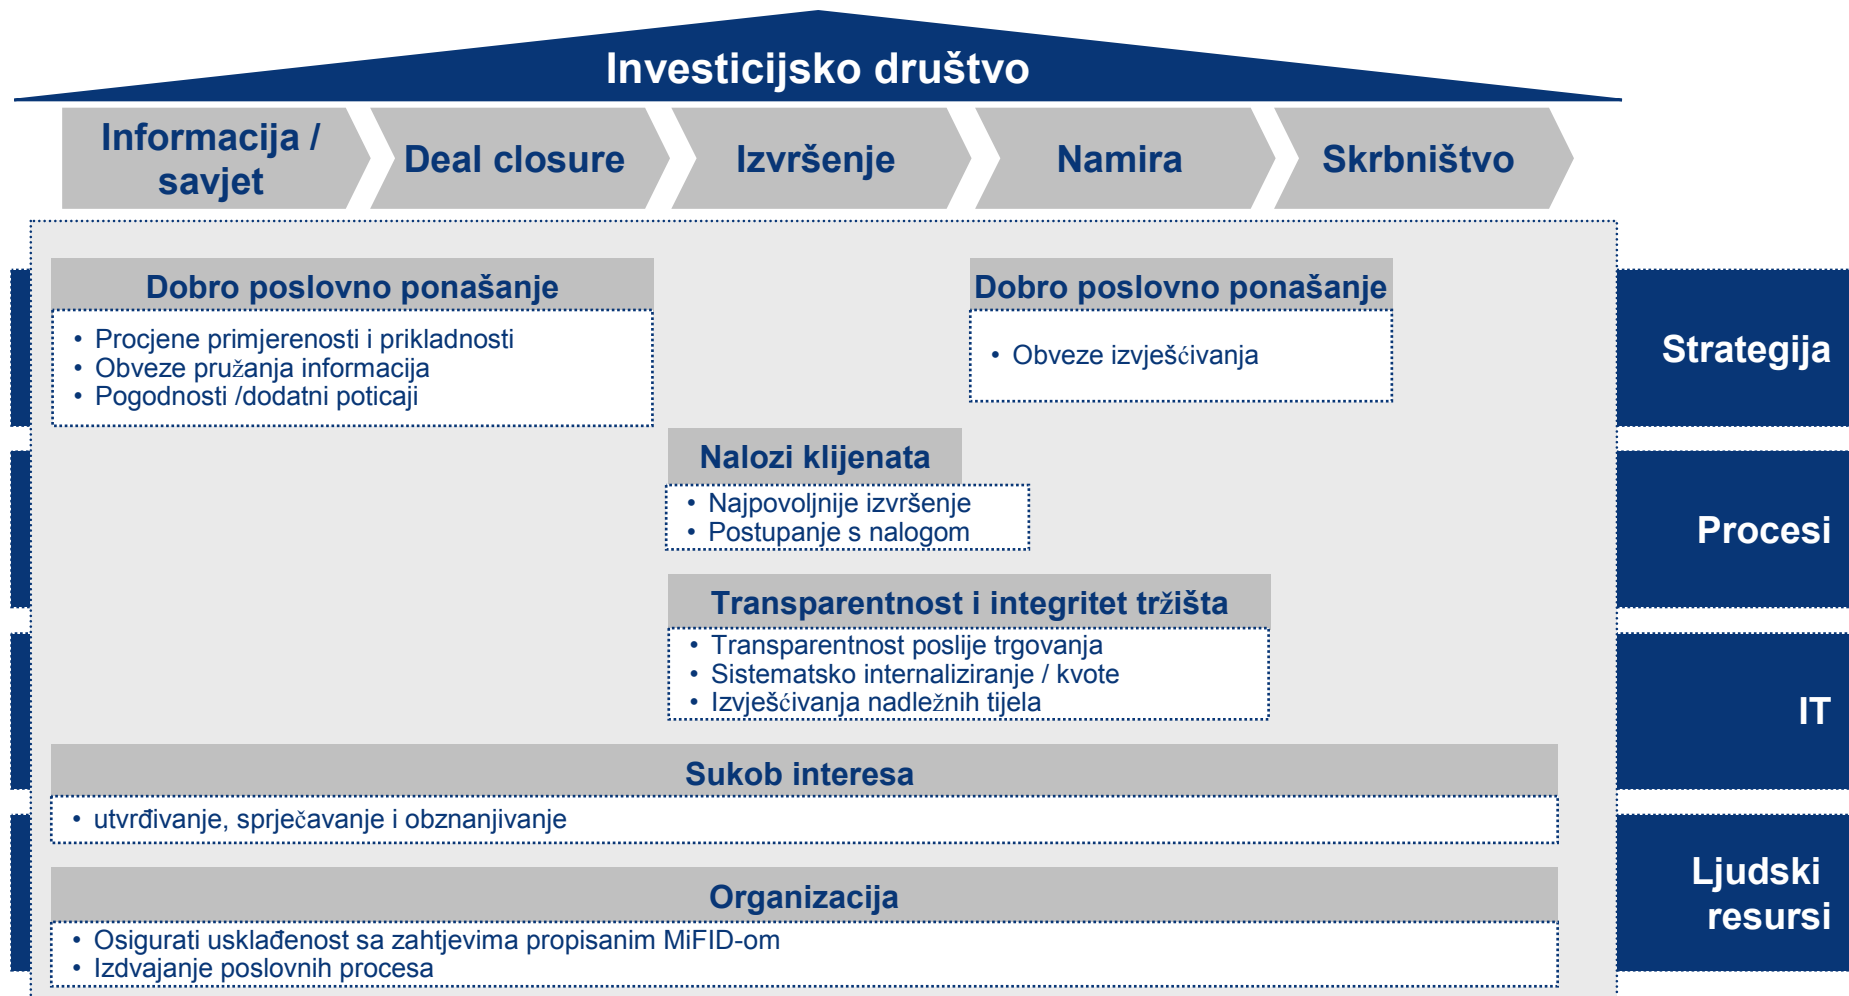 Investicijsko društvo
Informacija /
savjet
Deal closure
Izvršenje
Namira
Skrbništvo
Dobro poslovno ponašanje
• Procjene primjerenosti i prikladnosti
• Obveze pružanja informacija
• Pogodnosti /dodatni poticaji
Dobro poslovno ponašanje
• Obveze izvješćivanja
Strategija
Nalozi klijenata
• Najpovoljnije izvršenje
• Postupanje s nalogom
Procesi
Transparentnost i integritet tržišta
• Transparentnost poslije trgovanja
• Sistematsko internaliziranje / kvote
• Izvješćivanja nadležnih tijela
IT
Sukob interesa
• utvrđivanje, sprječavanje i obznanjivanje
Ljudski
resursi
Organizacija
• Osigurati usklađenost sa zahtjevima propisanim MiFID-om
• Izdvajanje poslovnih procesa